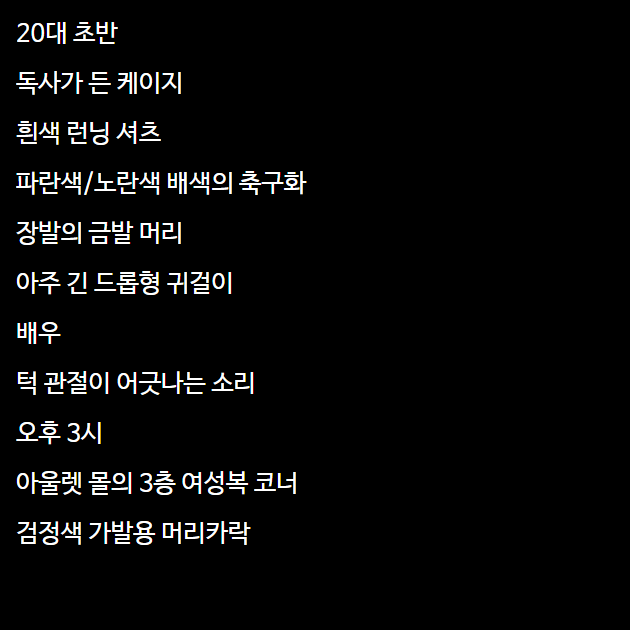 20대 초반
독사가 든 케이지
흰색 런닝 셔츠
파란색/노란색 배색의 축구화
장발의 금발 머리
아주 긴 드롭형 귀걸이
배우
턱 관절이 어긋나는 소리
오후 3시
아울렛 몰의 3층 여성복 코너
검정색 가발용 머리카락